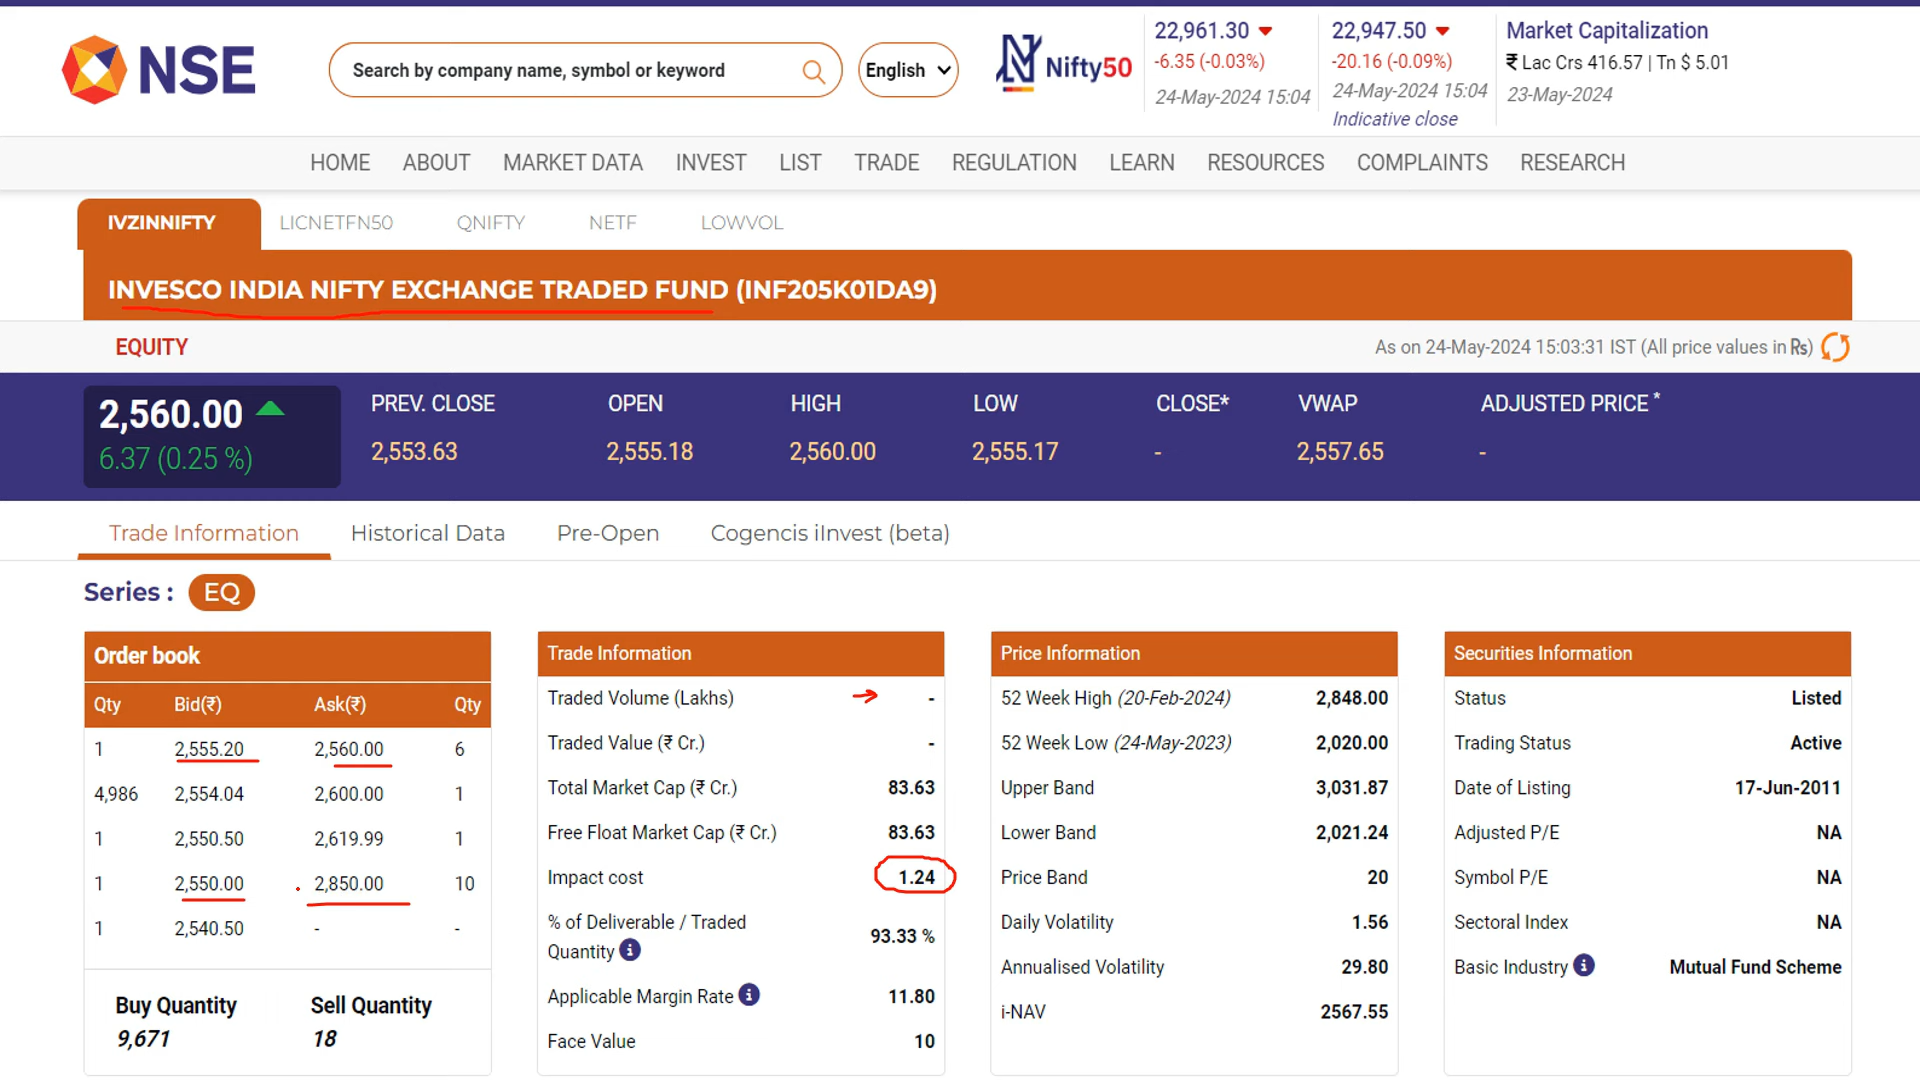 NSE
Search by company name, symbol or keyword
English
Nifty50
22,961.30
-6.35 (-0.03%)
24-May-2024 15:04
22,947.50
-20.16 (-0.09%)
24-May-2024 15:04
Indicative close
Market Capitalization
₹ Lac Crs 416.57 | Tn $ 5.01
23-May-2024
HOME ABOUT MARKET DATA INVEST LIST TRADE REGULATION LEARN RESOURCES COMPLAINTS RESEARCH
IVZINNIFTY LICNETFN50 QNIFTY NETF LOWVOL
INVESCO INDIA NIFTY EXCHANGE TRADED FUND (INF205K01DA9)
EQUITY
As on 24-May-2024 15:03:31 IST (All price values in ₨)
2,560.00
6.37 (0.25 %)
PREV. CLOSE OPEN HIGH LOW CLOSE* VWAP ADJUSTED PRICE *
2,553.63 2,555.18 2,560.00 2,555.17 - 2,557.65 -
Trade Information Historical Data Pre-Open Cogencis iInvest (beta)
Series : EQ
Order book
Qty Bid(₹) Ask(₹) Qty
1 2,555.20 2,560.00 6
4,986 2,554.04 2,600.00 1
1 2,550.50 2,619.99 1
1 2,550.00 2,850.00 10
1 2,540.50 - -
Buy Quantity Sell Quantity
9,671 18
Trade Information
Traded Volume (Lakhs) -
Traded Value (₹ Cr.) -
Total Market Cap (₹ Cr.) 83.63
Free Float Market Cap (₹ Cr.) 83.63
Impact cost 1.24
% of Deliverable / Traded
Quantity i 93.33 %
Applicable Margin Rate i 11.80
Face Value 10
Price Information
52 Week High (20-Feb-2024) 2,848.00
52 Week Low (24-May-2023) 2,020.00
Upper Band 3,031.87
Lower Band 2,021.24
Price Band 20
Daily Volatility 1.56
Annualised Volatility 29.80
i-NAV 2567.55
Securities Information
Status Listed
Trading Status Active
Date of Listing 17-Jun-2011
Adjusted P/E NA
Symbol P/E NA
Sectoral Index NA
Basic Industry i Mutual Fund Scheme